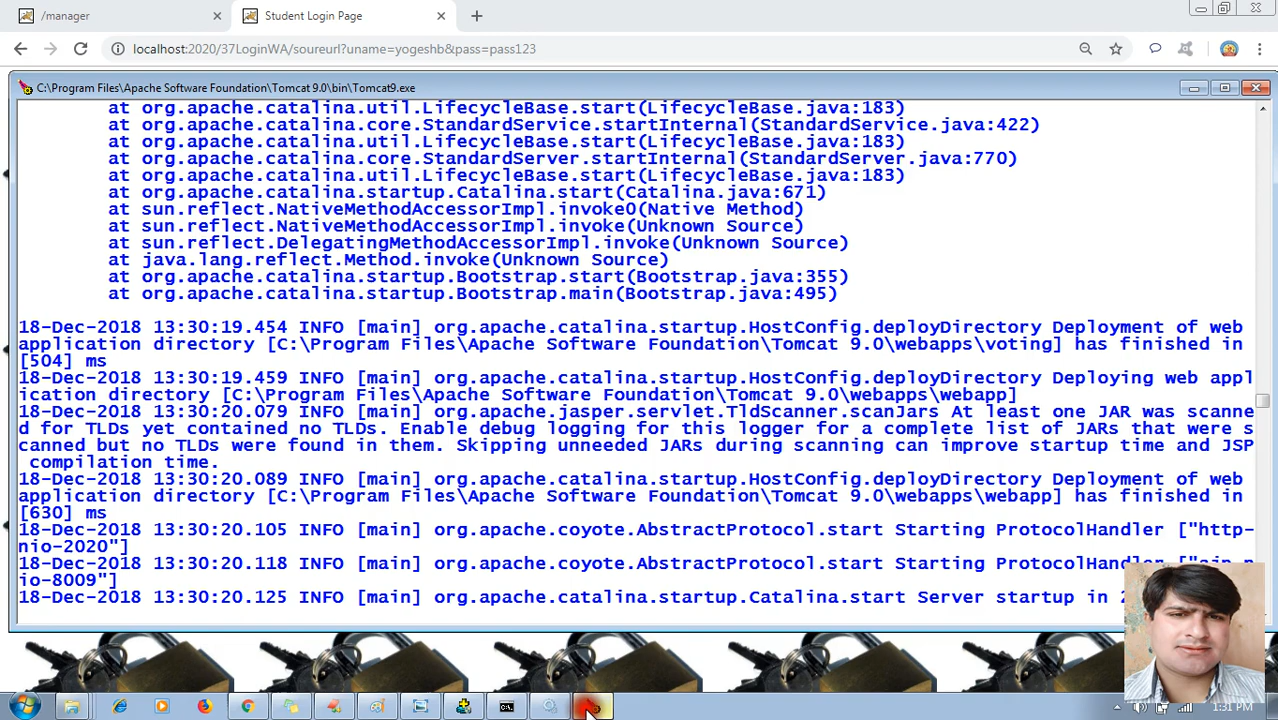 /manager
Student Login Page
localhost:2020/37LoginWA/soureurl?uname=yogeshb&pass=pass123
C:\Program Files\Apache Software Foundation\Tomcat 9.0\bin\Tomcat9.exe
at org.apache.catalina.util.LifecycleBase.start(LifecycleBase.java:183)
at org.apache.catalina.core.StandardService.startInternal(StandardService.java:422)
at org.apache.catalina.util.LifecycleBase.start(LifecycleBase.java:183)
at org.apache.catalina.core.StandardServer.startInternal(StandardServer.java:770)
at org.apache.catalina.util.LifecycleBase.start(LifecycleBase.java:183)
at org.apache.catalina.startup.Catalina.start(Catalina.java:671)
at sun.reflect.NativeMethodAccessorImpl.invoke0(Native Method)
at sun.reflect.NativeMethodAccessorImpl.invoke(Unknown Source)
at sun.reflect.DelegatingMethodAccessorImpl.invoke(Unknown Source)
at java.lang.reflect.Method.invoke(Unknown Source)
at org.apache.catalina.startup.Bootstrap.start(Bootstrap.java:355)
at org.apache.catalina.startup.Bootstrap.main(Bootstrap.java:495)
18-Dec-2018 13:30:19.454 INFO [main] org.apache.catalina.startup.HostConfig.deployDirectory Deployment of web
application directory [C:\Program Files\Apache Software Foundation\Tomcat 9.0\webapps\voting] has finished in
[504] ms
18-Dec-2018 13:30:19.459 INFO [main] org.apache.catalina.startup.HostConfig.deployDirectory Deploying web appl
ication directory [C:\Program Files\Apache Software Foundation\Tomcat 9.0\webapps\webapp]
18-Dec-2018 13:30:20.079 INFO [main] org.apache.jasper.servlet.TldScanner.scanJars At least one JAR was scanne
d for TLDs yet contained no TLDs. Enable debug logging for this logger for a complete list of JARs that were s
canned but no TLDs were found in them. Skipping unneeded JARs during scanning can improve startup time and JSP
compilation time.
18-Dec-2018 13:30:20.089 INFO [main] org.apache.catalina.startup.HostConfig.deployDirectory Deployment of web
application directory [C:\Program Files\Apache Software Foundation\Tomcat 9.0\webapps\webapp] has finished in
[630] ms
18-Dec-2018 13:30:20.105 INFO [main] org.apache.coyote.AbstractProtocol.start Starting ProtocolHandler ["http-
nio-2020"]
18-Dec-2018 13:30:20.118 INFO [main] org.apache.coyote.AbstractProtocol.start Starting ProtocolHandler
io-8009"]
18-Dec-2018 13:30:20.125 INFO [main] org.apache.catalina.startup.Catalina.start Server startup in
1:31 PM